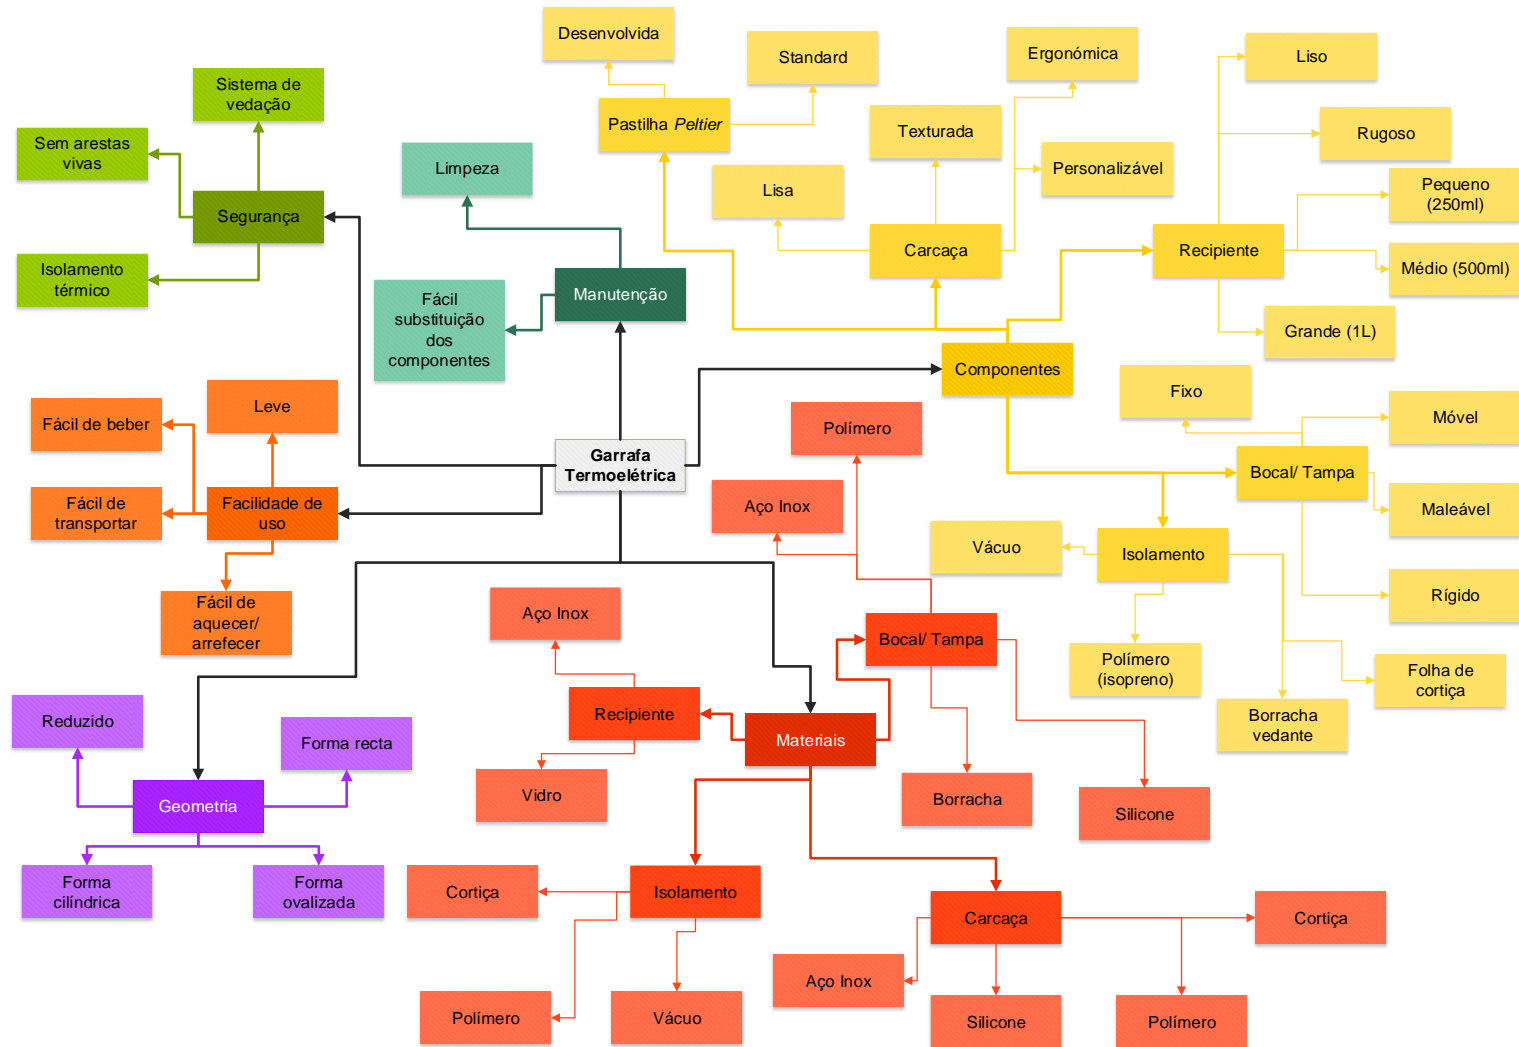 Desenvolvida
Standard
Ergonómica
Liso
Sistema de
vedação
Pastilha Peltier
Texturada
Rugoso
Sem arestas
vivas
Limpeza
Lisa
Personalizável
Pequeno
(250ml)
Segurança
Carcaça
Recipiente
Isolamento
térmico
Manutenção
Médio (500ml)
Fácil
substituição
dos
componentes
Grande (1L)
Componentes
Fixo
Móvel
Leve
Fácil de beber
Polímero
Garrafa
Termoelétrica
Bocal/ Tampa
Fácil de
transportar
Facilidade de
uso
Aço Inox
Maleável
Vácuo
Isolamento
Rígido
Fácil de
aquecer/
arrefecer
Aço Inox
Bocal/ Tampa
Polímero
(isopreno)
Folha de
cortiça
Reduzido
Recipiente
Borracha
vedante
Forma recta
Materiais
Geometria
Vidro
Borracha
Silicone
Forma
cilíndrica
Forma
ovalizada
Cortiça
Isolamento
Carcaça
Cortiça
Aço Inox
Polímero
Vácuo
Silicone
Polímero